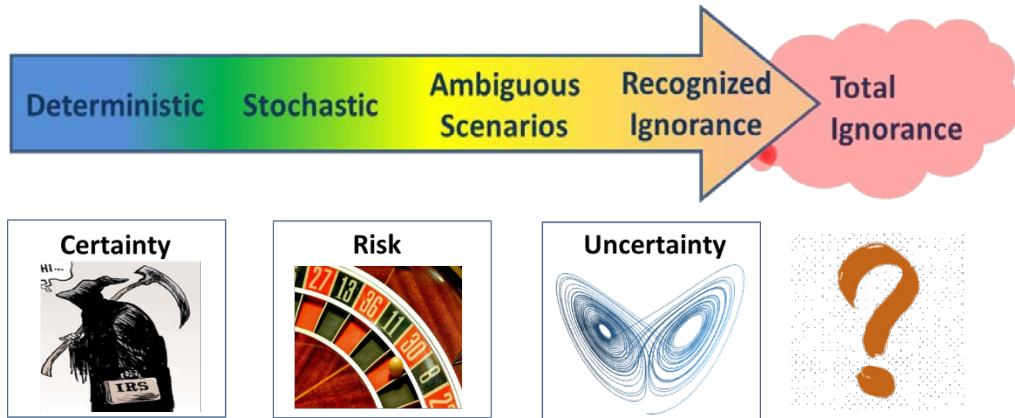 Deterministic
Stochastic
Ambiguous
Scenarios
Recognized
Ignorance
Total
Ignorance
Certainty
Risk
Uncertainty
HI...
IRS
27
13
36
11
30
8
?